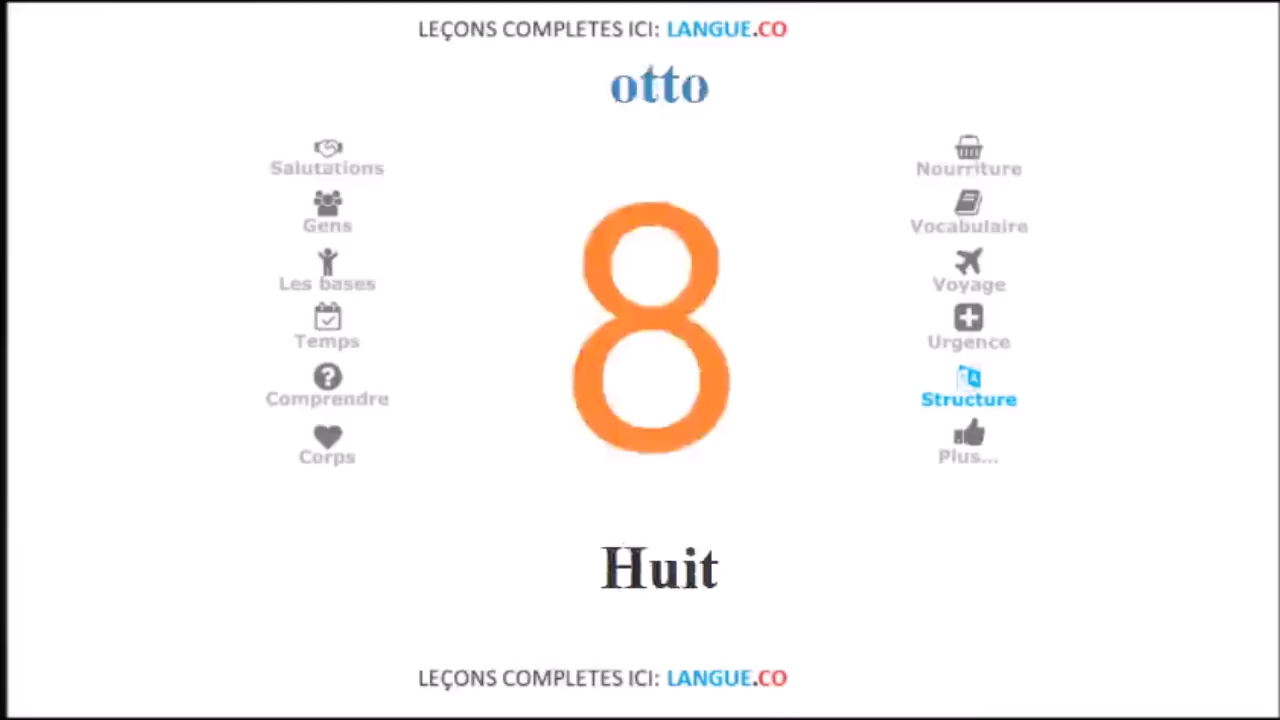 LEÇONS COMPLETES ICI: LANGUE.CO
otto
Salutations
Gens
Les bases
Temps
Comprendre
Corps
8
Nourriture
Vocabulaire
Voyage
Urgence
Structure
Plus...
Huit
LEÇONS COMPLETES ICI: LANGUE.CO